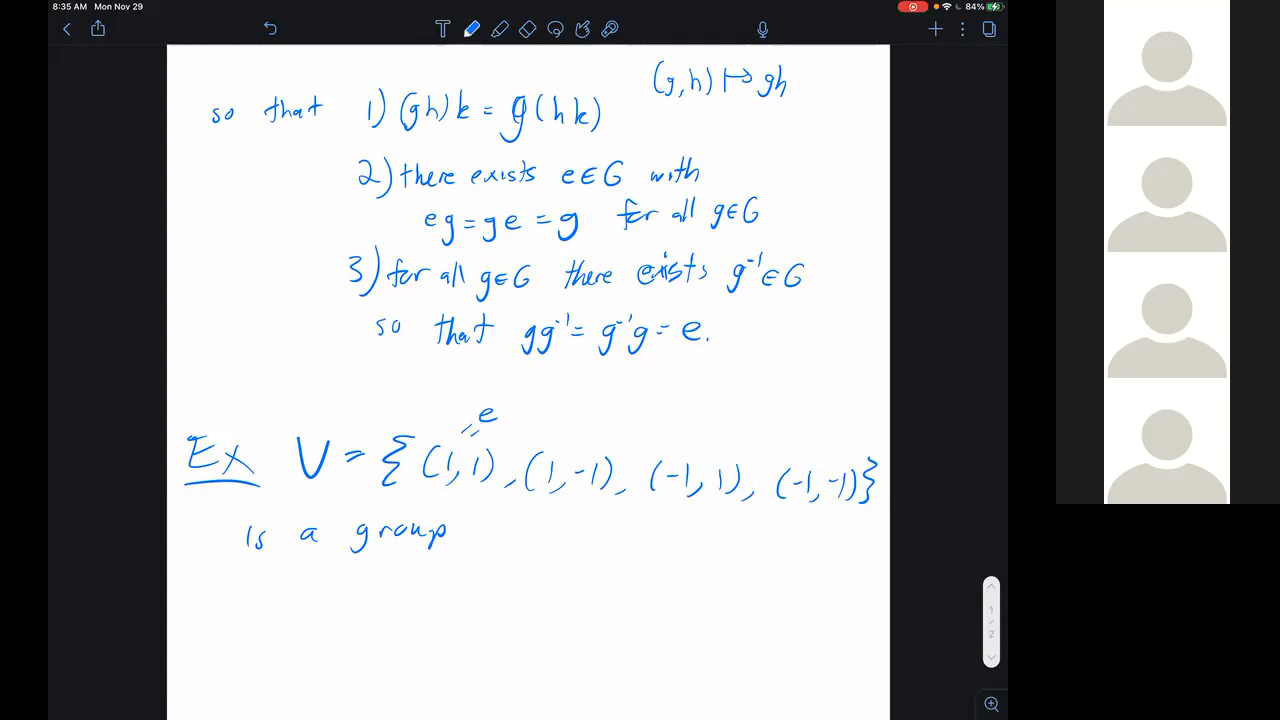 8:35 AM Mon Nov 29
84%
(g,h) ↦ gh
so that 1) (gh)k = g(hk)
2) there exists e∈G with
eg = ge = g for all g∈G
3) for all g∈G there exists g⁻¹∈G
so that gg⁻¹ = g⁻¹g = e.
= e
Ex V = {(1,1), (1,-1), (-1,1), (-1,-1)}
is a group
1
/
2